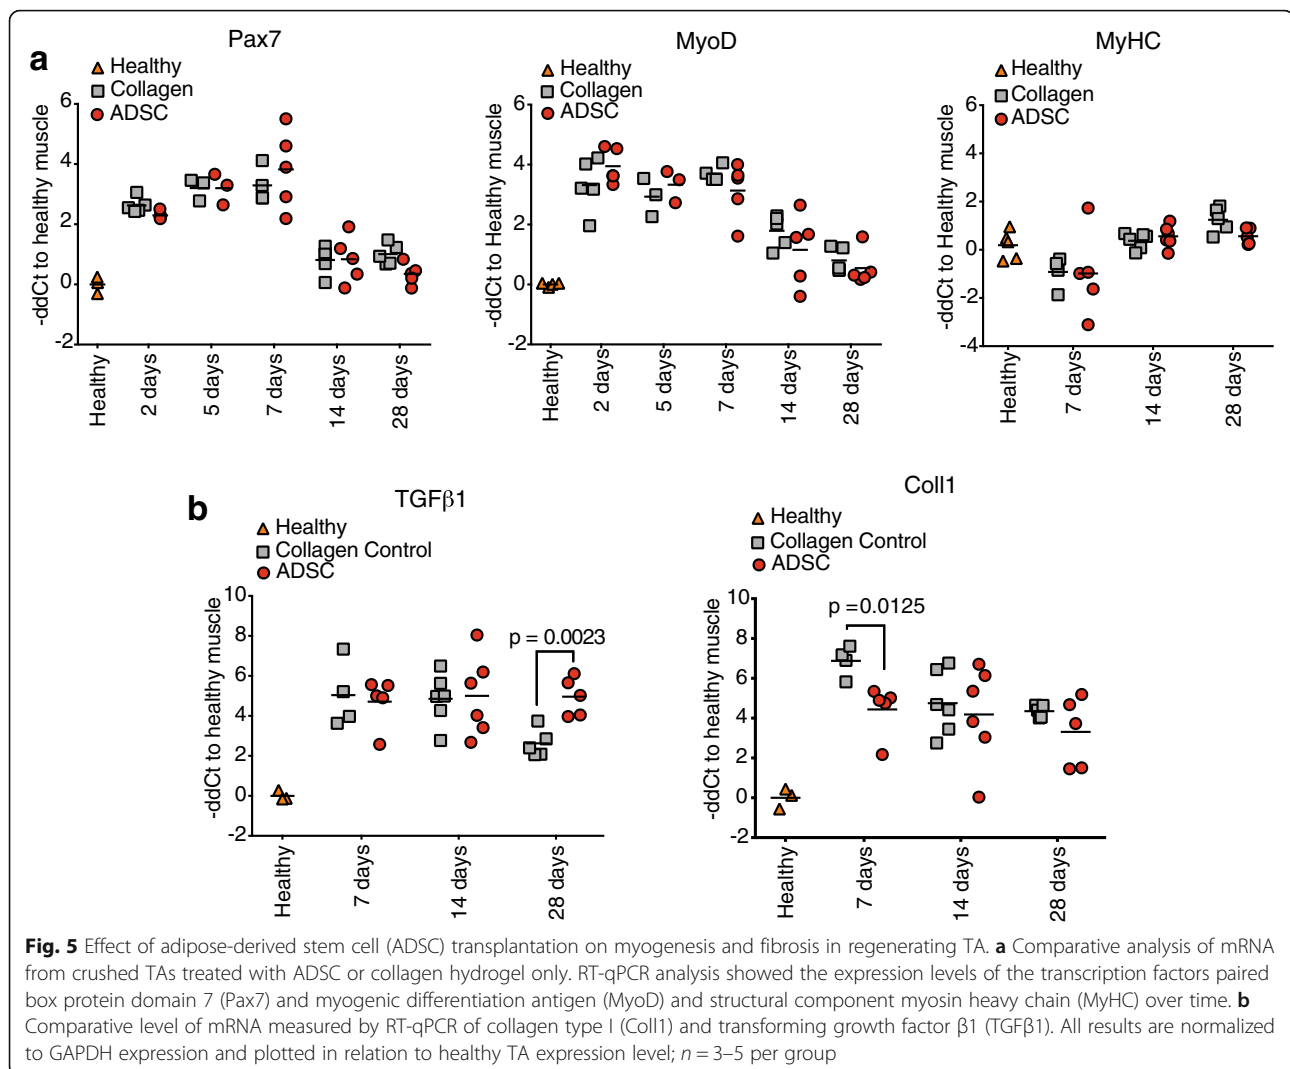 a
Pax7
Healthy
Collagen
ADSC
-ddCt to healthy muscle
6
4
2
0
-2
Healthy
2 days
5 days
7 days
14 days
28 days
MyoD
Healthy
Collagen
ADSC
-ddCt to Healthy muscle
6
4
2
0
-2
Healthy
2 days
5 days
7 days
14 days
28 days
MyHC
Healthy
Collagen
ADSC
-ddCt to Healthy muscle
6
4
2
0
-2
-4
Healthy
7 days
14 days
28 days
b
TGFβ1
Healthy
Collagen Control
ADSC
-ddCt to healthy muscle
10
8
6
4
2
0
-2
p = 0.0023
Healthy
7 days
14 days
28 days
Coll1
Healthy
Collagen Control
ADSC
-ddCt to healthy muscle
10
8
6
4
2
0
-2
p =0.0125
Healthy
7 days
14 days
28 days
Fig. 5 Effect of adipose-derived stem cell (ADSC) transplantation on myogenesis and fibrosis in regenerating TA. a Comparative analysis of mRNA
from crushed TAs treated with ADSC or collagen hydrogel only. RT-qPCR analysis showed the expression levels of the transcription factors paired
box protein domain 7 (Pax7) and myogenic differentiation antigen (MyoD) and structural component myosin heavy chain (MyHC) over time. b
Comparative level of mRNA measured by RT-qPCR of collagen type I (Coll1) and transforming growth factor β1 (TGFβ1). All results are normalized
to GAPDH expression and plotted in relation to healthy TA expression level; n = 3–5 per group